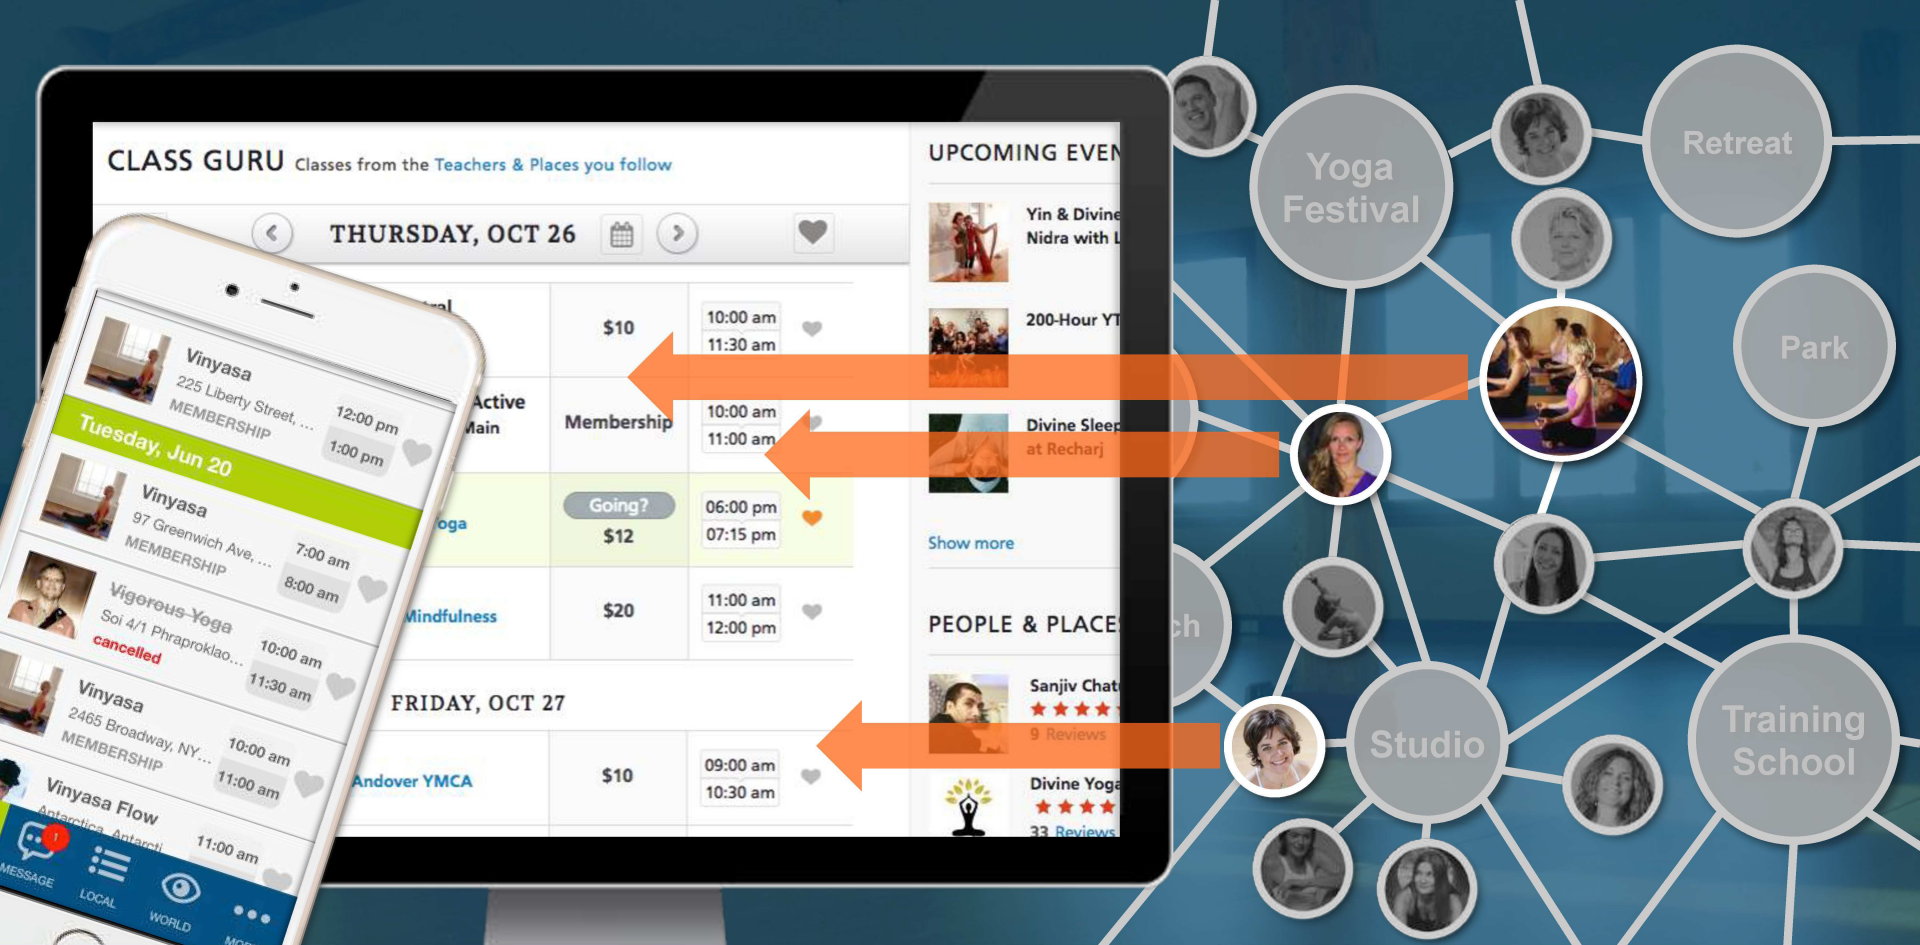 CLASS GURU Classes from the Teachers & Places you follow
THURSDAY, OCT 26
$10
10:00 am
11:30 am
Active
Main
Membership
10:00 am
11:00 am
oga
Going?
$12
06:00 pm
07:15 pm
Mindfulness
$20
11:00 am
12:00 pm
FRIDAY, OCT 27
Andover YMCA
$10
09:00 am
10:30 am
UPCOMING EVEN
Yin & Divine
Nidra with L
200-Hour YT
Divine Sleep
at Recharj
Show more
PEOPLE & PLACE
Sanjiv Chat
9 Reviews
Divine Yoga
33 Reviews
Vinyasa
225 Liberty Street, ...
MEMBERSHIP
12:00 pm
1:00 pm
Tuesday, Jun 20
Vinyasa
97 Greenwich Ave, ...
MEMBERSHIP
7:00 am
8:00 am
Vigorous Yoga
Soi 4/1 Phraproklao...
cancelled
10:00 am
11:30 am
Vinyasa
2465 Broadway, NY...
MEMBERSHIP
10:00 am
11:00 am
Vinyasa Flow
Antarctica, Antarcti
11:00 am
1
MESSAGE
LOCAL
WORLD
MOR
Yoga
Festival
Retreat
Park
ch
Studio
Training
School